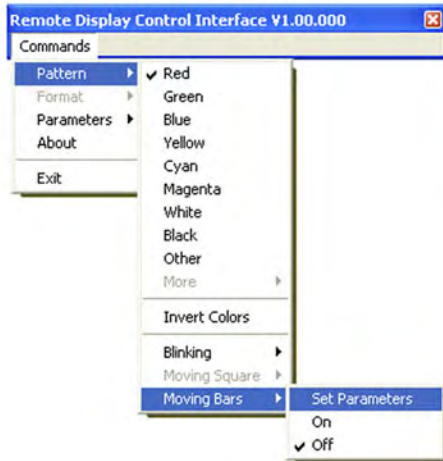 Remote Display Control Interface V1.00.000
Commands
Pattern
Format
Parameters
About
Exit
Red
Green
Blue
Yellow
Cyan
Magenta
White
Black
Other
More
Invert Colors
Blinking
Moving Square
Moving Bars
Set Parameters
On
Off